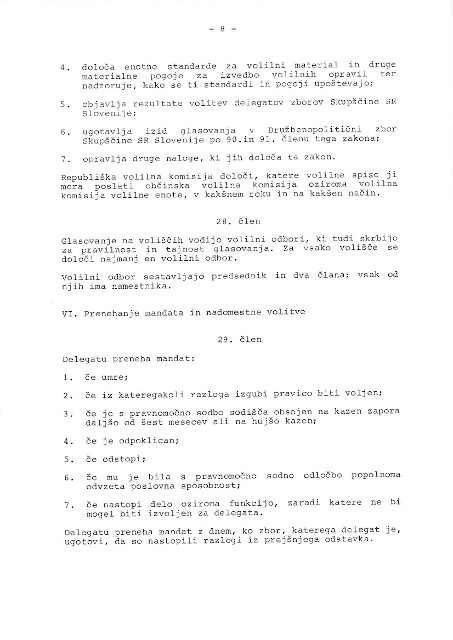 - 8 -
4. določa enotne standarde za volilni material in druge
materialne pogoje za izvedbo volilnih opravil ter
nadzoruje, kako se ti standardi in pogoji upoštevajo;
5. objavlja rezultate volitev delegatov zborov Skupščine SR
Slovenije;
6. ugotavlja izid glasovanja v Družbenopolitični zbor
Skupščine SR Slovenije po 90.in 91. členu tega zakona;
7. opravlja druge naloge, ki jih določa ta zakon.
Republiška volilna komisija določi, katere volilne spise ji
mora poslati občinska volilna komisija oziroma volilna
komisija volilne enote, v kakšnem roku in na kakšen način.
28. člen
Glasovanje na voliščih vodijo volilni odbori, ki tudi skrbijo
za pravilnost in tajnost glasovanja. Za vsako volišče se
določi najmanj en volilni odbor.
Volilni odbor sestavljajo predsednik in dva člana; vsak od
njih ima namestnika.
VI. Prenehanje mandata in nadomestne volitve
29. člen
Delegatu preneha mandat:
1. če umre;
2. če iz kateregakoli razloga izgubi pravico biti voljen;
3. če je s pravnomočno sodbo sodišča obsojen na kazen zapora
daljšo od šest mesecev ali na hujšo kazen;
4. če je odpoklican;
5. če odstopi;
6. če mu je bila s pravnomočno sodno odločbo popolnoma
odvzeta poslovna sposobnost;
7. če nastopi delo oziroma funkcijo, zaradi katere ne bi
mogel biti izvoljen za delegata.
Delegatu preneha mandat z dnem, ko zbor, katerega delegat je,
ugotovi, da so nastopili razlogi iz prejšnjega odstavka.